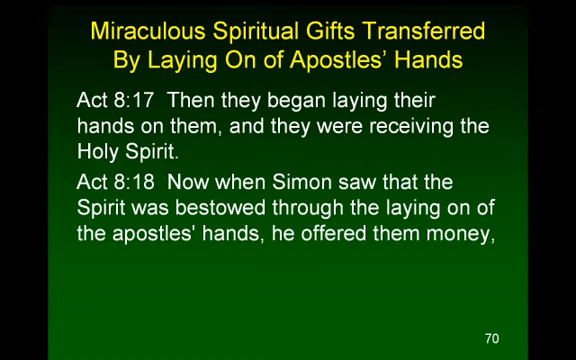 Miraculous Spiritual Gifts Transferred
By Laying On of Apostles’ Hands
Act 8:17  Then they began laying their
hands on them, and they were receiving the
Holy Spirit.
Act 8:18  Now when Simon saw that the
Spirit was bestowed through the laying on of
the apostles' hands, he offered them money,
70